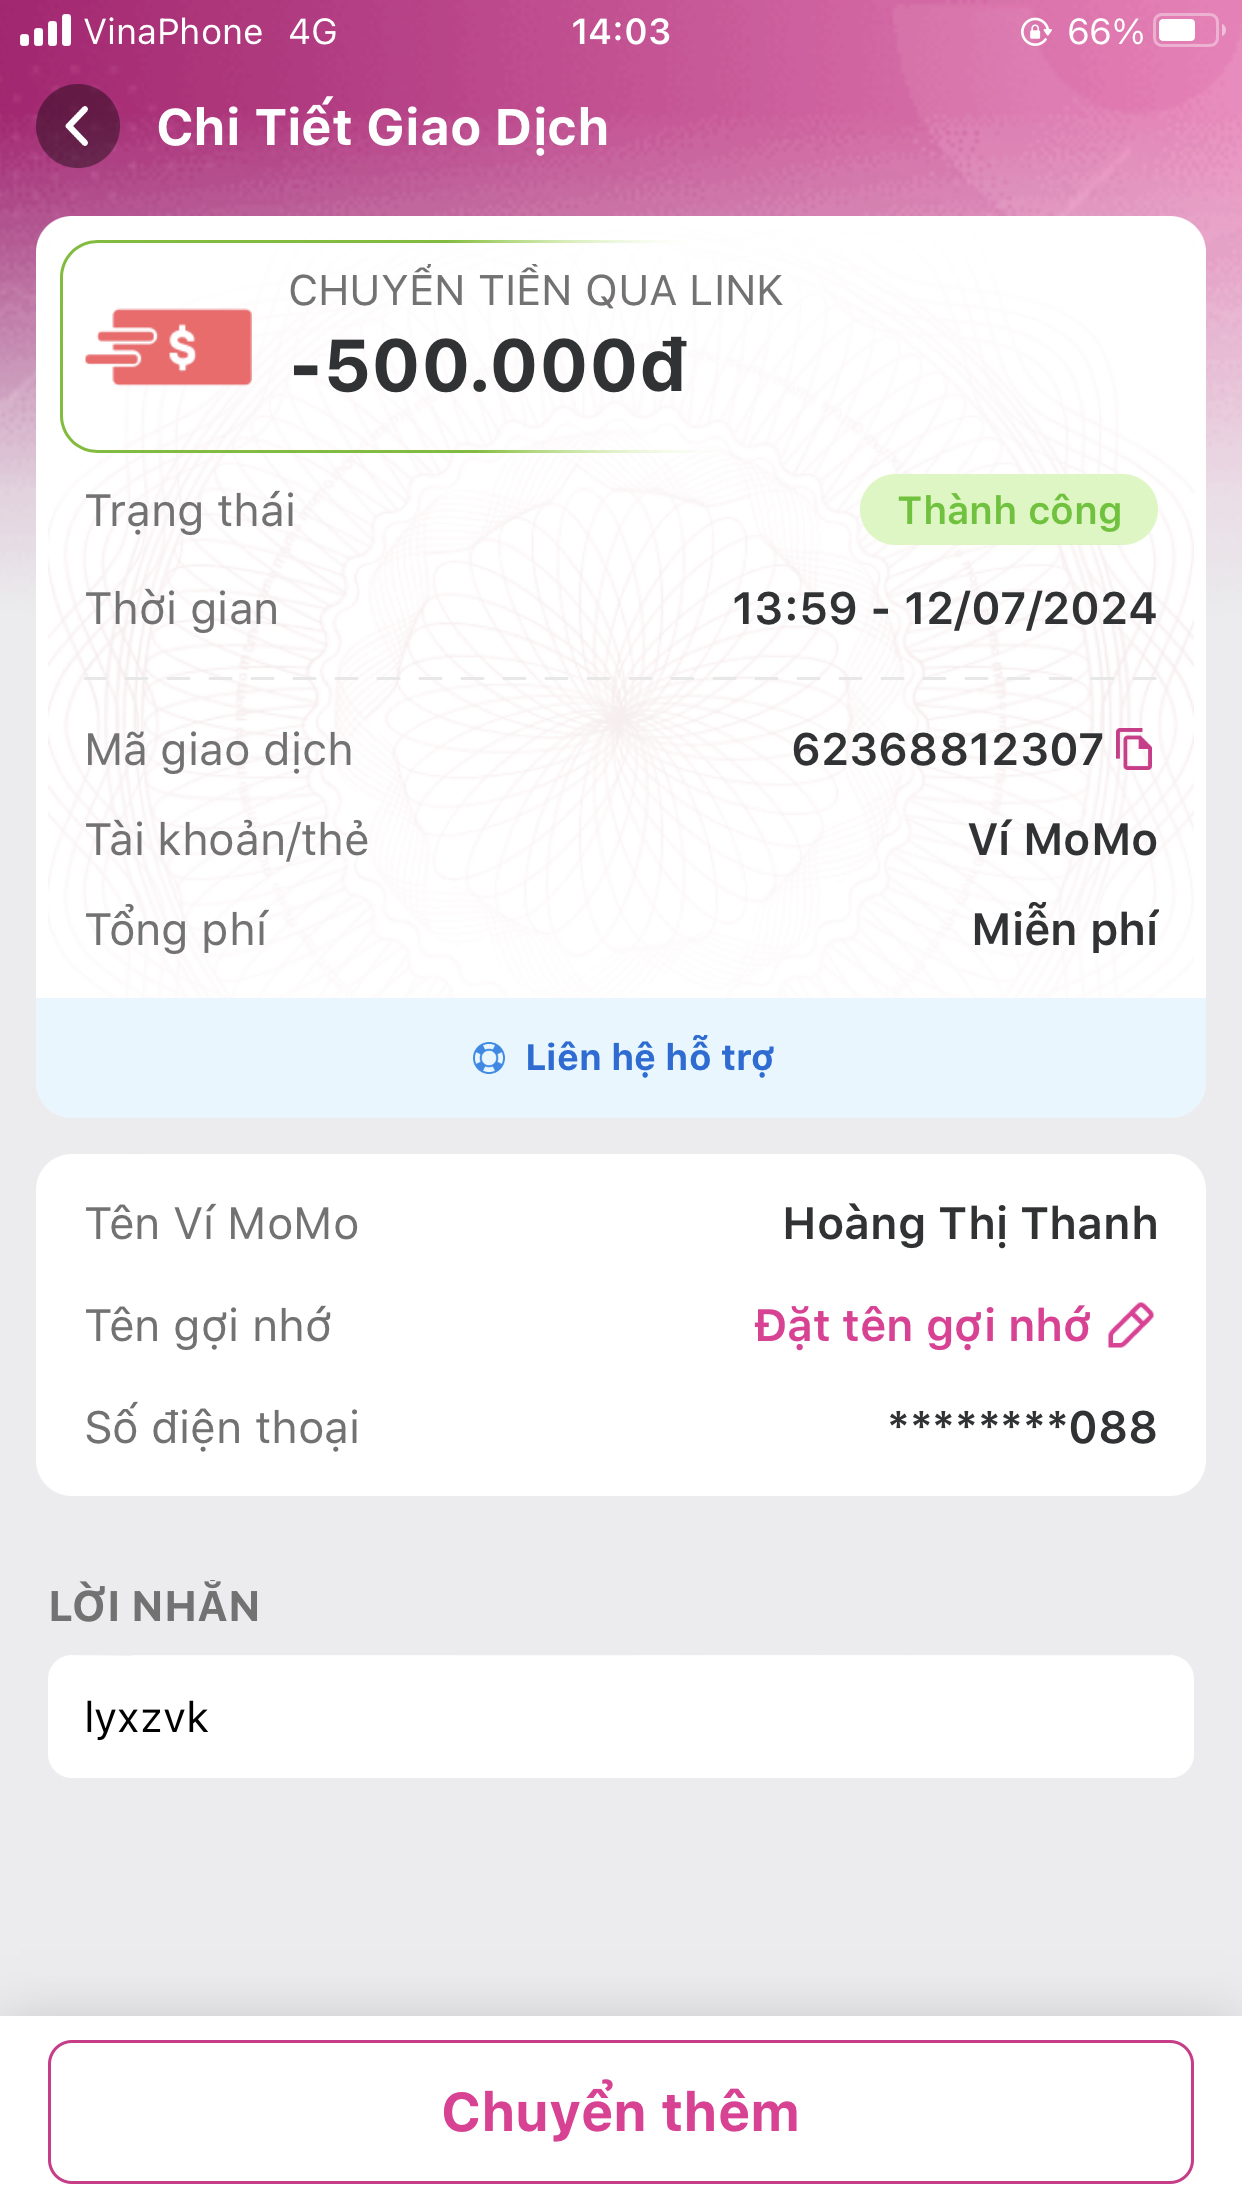 VinaPhone 4G 14:03 66%
Chi Tiết Giao Dịch
CHUYỂN TIỀN QUA LINK
$
-500.000đ
Trạng thái Thành công
Thời gian 13:59 - 12/07/2024
Mã giao dịch 62368812307
Tài khoản/thẻ Ví MoMo
Tổng phí Miễn phí
Liên hệ hỗ trợ
Tên Ví MoMo Hoàng Thị Thanh
Tên gợi nhớ Đặt tên gợi nhớ
Số điện thoại ********088
LỜI NHẮN
lyxzvk
Chuyển thêm